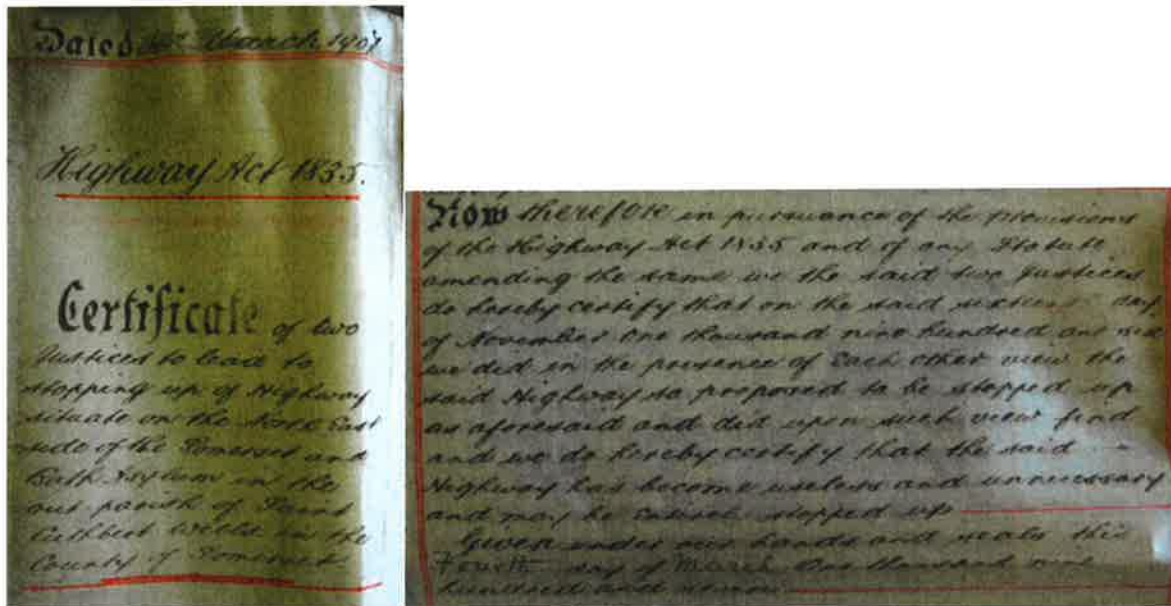 Dated March 1907
Highway Act 1835.
Certificate of two
Justices to lead to
stopping up of Highway
situate on the North East
side of the Somerset and
Bath Asylum in the
out parish of Saint
Cuthbert Wells in the
County of Somerset.
Now therefore in pursuance of the provisions
of the Highway Act 1835 and of any Statute
amending the same we the said two Justices
do hereby certify that on the said day
of November One thousand nine hundred and
we did in the presence of Each other view the
said Highway so proposed to be stopped up
as aforesaid and did upon such view find
and we do hereby certify that the said
Highway has become useless and unnecessary
and may be Entirely stopped up
Given under our hands and seals this
Fourth day of March One thousand nine
hundred and seven